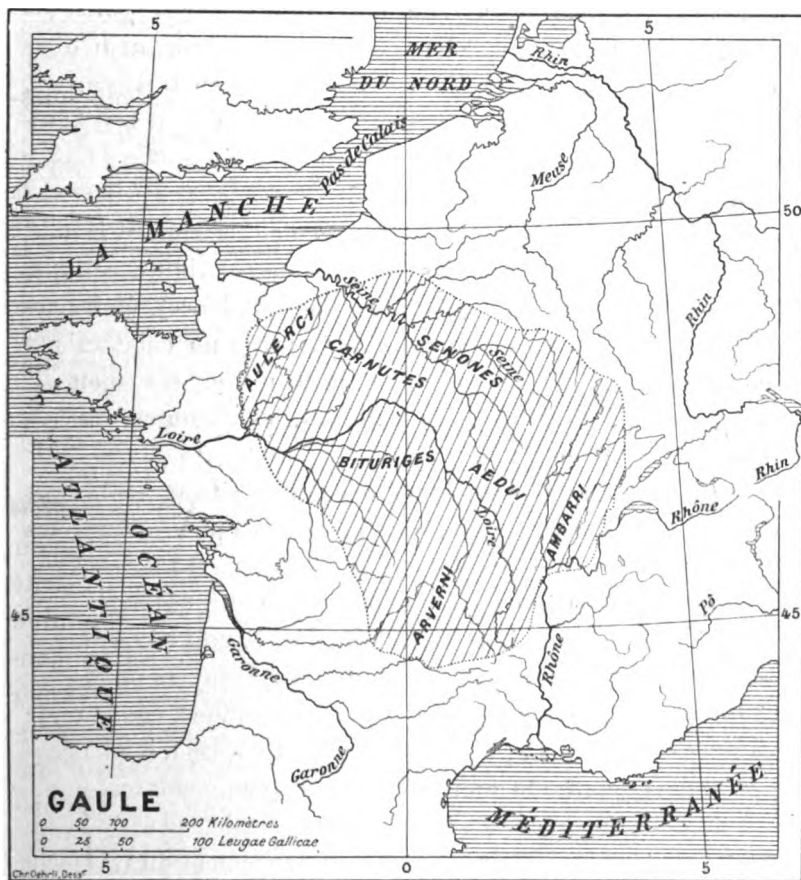 5
5
MER
DU NORD
Rhin
Pas de Calais
Meuse
LA MANCHE
50
Rhin
Seine
AULERCI
CARNUTES
SENONES
Seine
Loire
BITURIGES
AEDUI
AMBARRI
Rhin
Rhône
Loire
OCÉAN
ATLANTIQUE
ARVERNI
Pô
45
45
Garonne
Rhône
Garonne
MÉDITERRANÉE
GAULE
0 50 100 200 Kilomètres
0 25 50 100 Leugae Gallicae
5
0
5